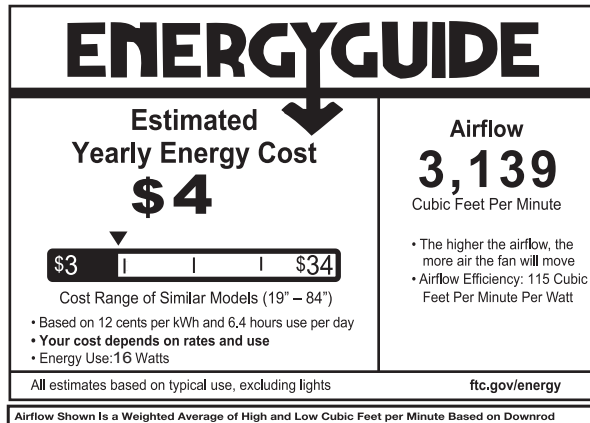 ENERGYGUIDE
Estimated
Yearly Energy Cost
$4
$3
$34
Cost Range of Similar Models (19” – 84”)
• Based on 12 cents per kWh and 6.4 hours use per day
• Your cost depends on rates and use
• Energy Use:16 Watts
Airflow
3,139
Cubic Feet Per Minute
• The higher the airflow, the
more air the fan will move
• Airflow Efficiency: 115 Cubic
Feet Per Minute Per Watt
All estimates based on typical use, excluding lights
ftc.gov/energy
Airflow Shown Is a Weighted Average of High and Low Cubic Feet per Minute Based on Downrod